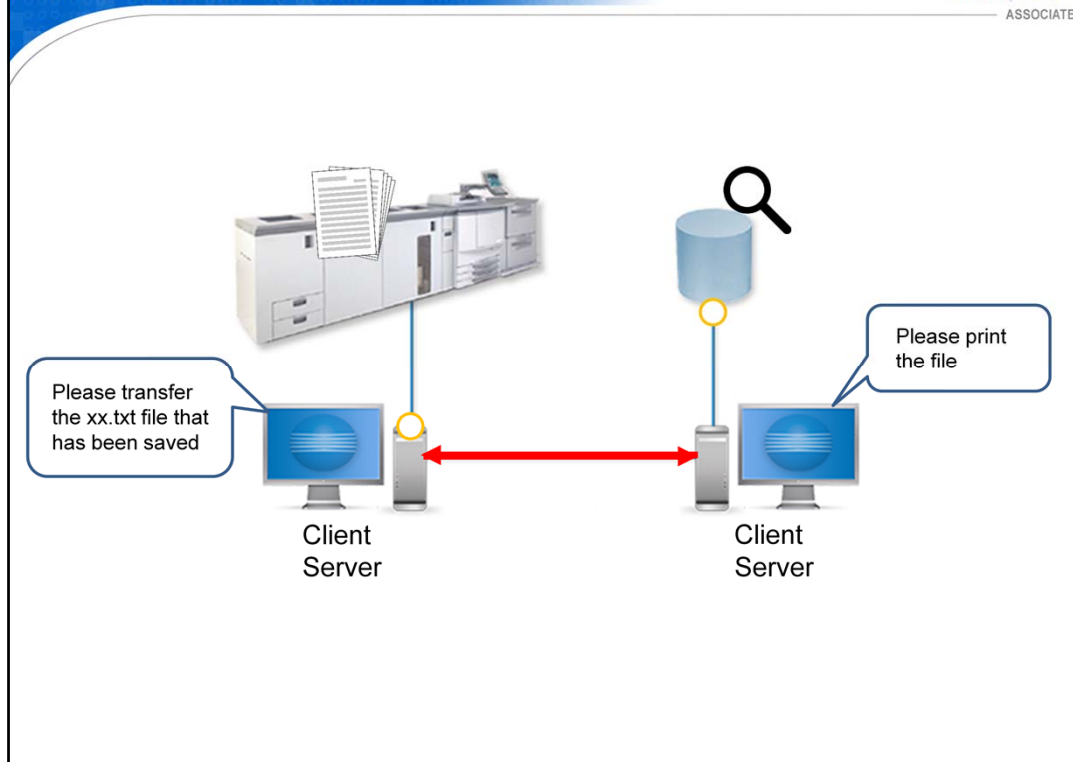 ASSOCIATE
Please print
the file
Please transfer
the xx.txt file that
has been saved
Client
Server
Client
Server